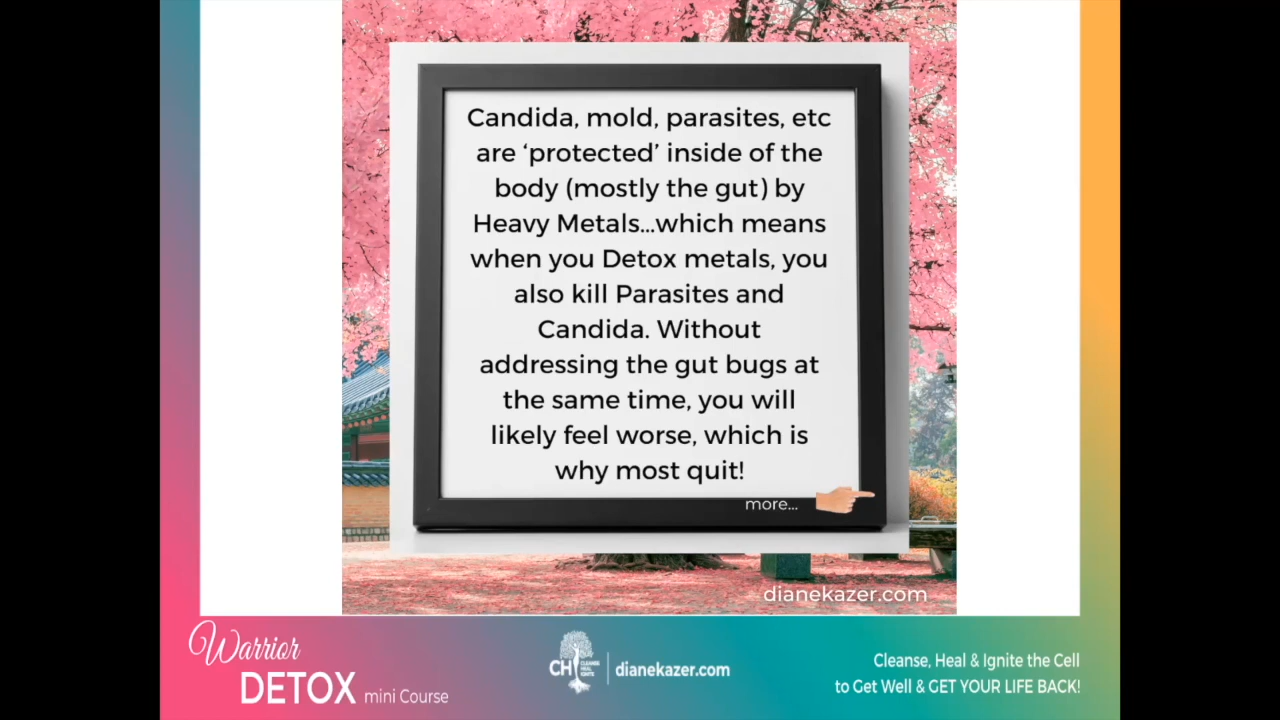 Candida, mold, parasites, etc
are ‘protected’ inside of the
body (mostly the gut) by
Heavy Metals...which means
when you Detox metals, you
also kill Parasites and
Candida. Without
addressing the gut bugs at
the same time, you will
likely feel worse, which is
why most quit!
more...
dianekazer.com
Warrior
DETOX mini Course
CHI CLEANSE
HEAL
IGNITE
dianekazer.com
Cleanse, Heal & Ignite the Cell
to Get Well & GET YOUR LIFE BACK!